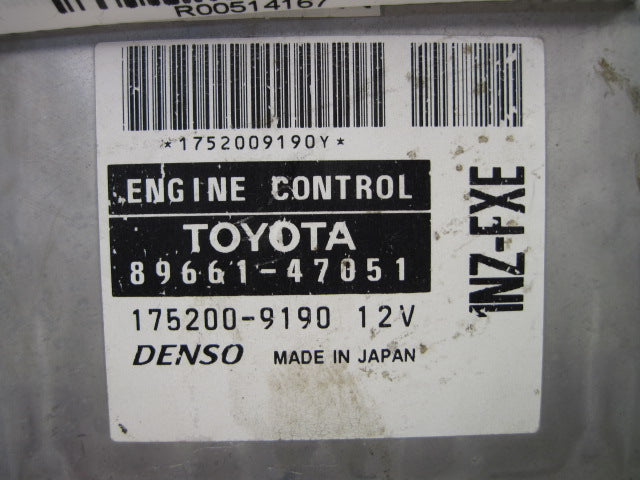 R00514167
*1752009190Y*
ENGINE CONTROL
TOYOTA
89661-47051
175200-9190 12V
DENSO MADE IN JAPAN
1NZ-FXE